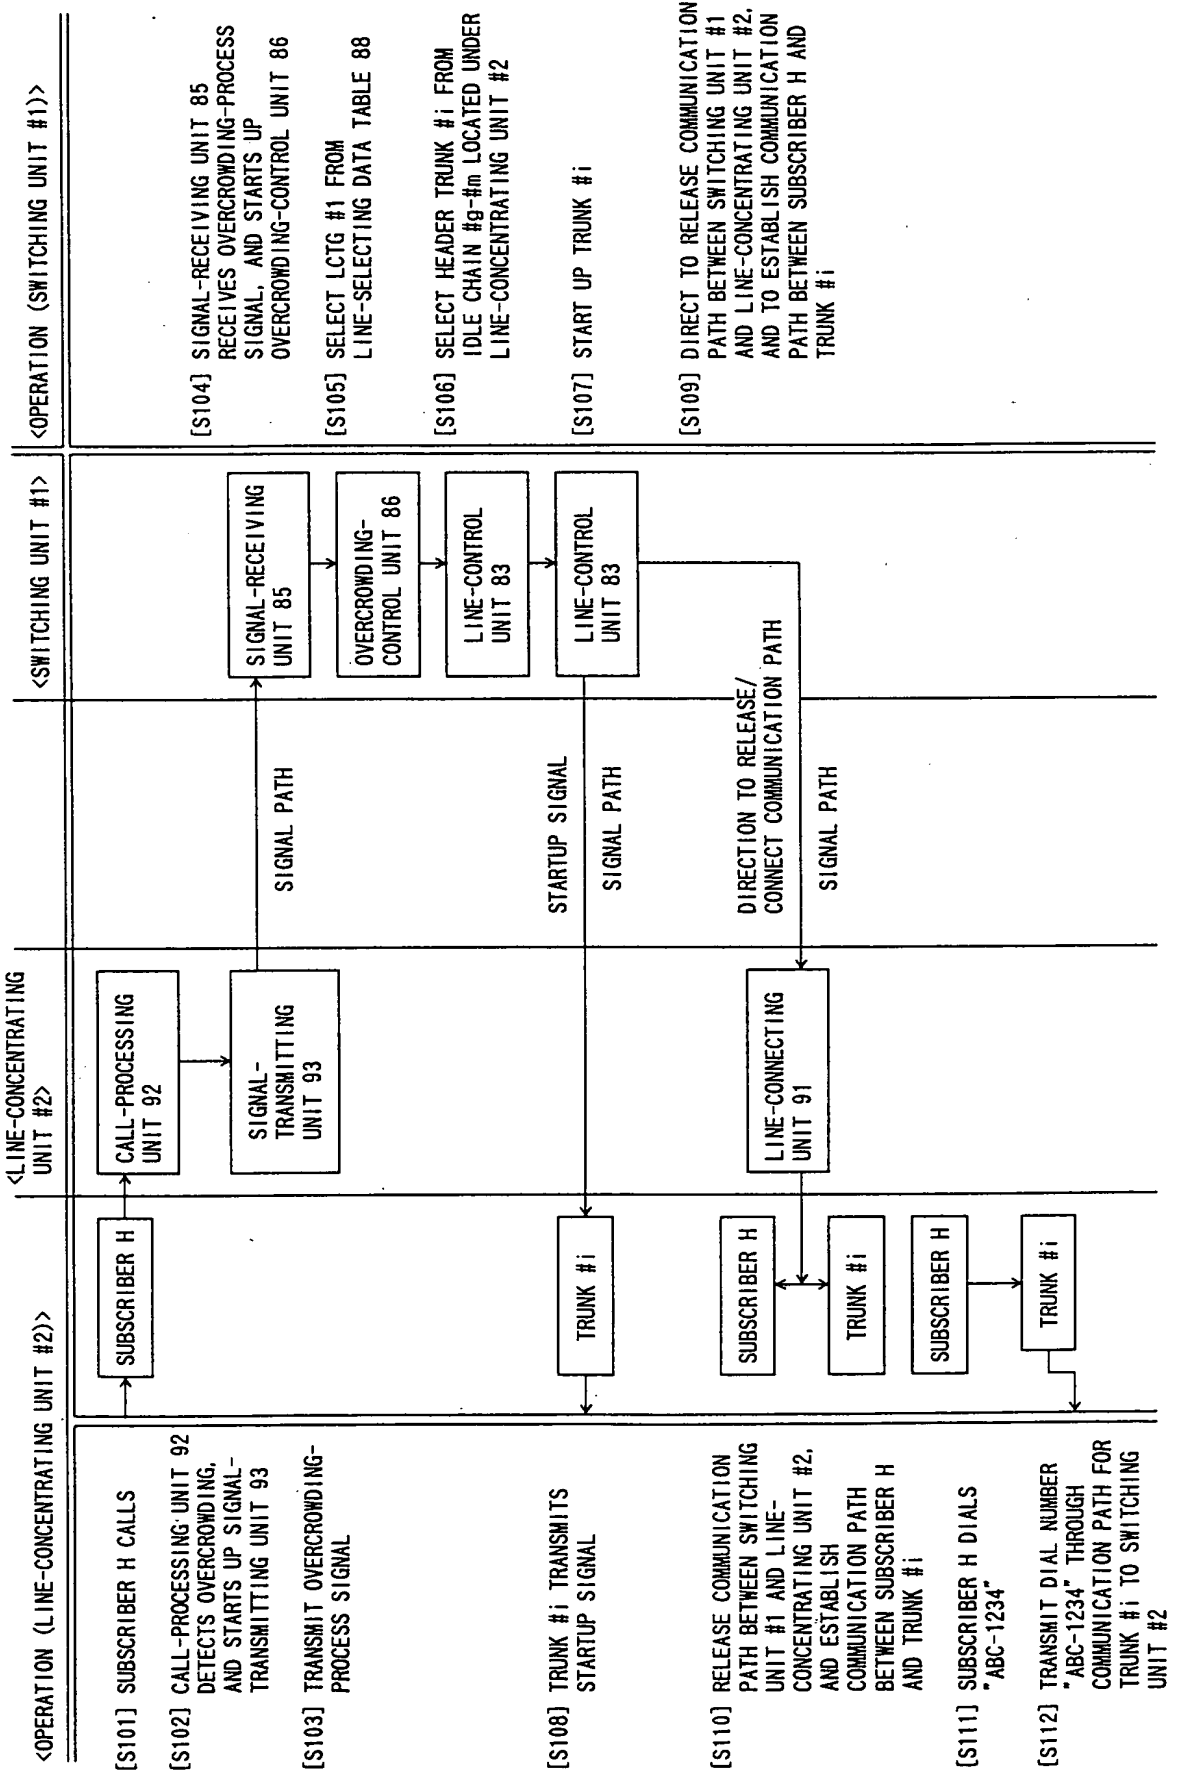 <OPERATION (LINE-CONCENTRATING UNIT #2)>
[S101] SUBSCRIBER H CALLS
[S102] CALL-PROCESSING UNIT 92
DETECTS OVERCROWDING,
AND STARTS UP SIGNAL-
TRANSMITTING UNIT 93
[S103] TRANSMIT OVERCROWDING-
PROCESS SIGNAL
[S108] TRUNK #i TRANSMITS
STARTUP SIGNAL
[S110] RELEASE COMMUNICATION
PATH BETWEEN SWITCHING
UNIT #1 AND LINE-
CONCENTRATING UNIT #2,
AND ESTABLISH
COMMUNICATION PATH
BETWEEN SUBSCRIBER H
AND TRUNK #i
[S111] SUBSCRIBER H DIALS
"ABC-1234"
[S112] TRANSMIT DIAL NUMBER
"ABC-1234" THROUGH
COMMUNICATION PATH FOR
TRUNK #i TO SWITCHING
UNIT #2
SUBSCRIBER H
TRUNK #i
SUBSCRIBER H
TRUNK #i
SUBSCRIBER H
TRUNK #i
<LINE-CONCENTRATING
UNIT #2>
CALL-PROCESSING
UNIT 92
SIGNAL-
TRANSMITTING
UNIT 93
LINE-CONNECTING
UNIT 91
SIGNAL PATH
STARTUP SIGNAL
SIGNAL PATH
DIRECTION TO RELEASE/
CONNECT COMMUNICATION PATH
SIGNAL PATH
<SWITCHING UNIT #1>
SIGNAL-RECEIVING
UNIT 85
OVERCROWDING-
CONTROL UNIT 86
LINE-CONTROL
UNIT 83
LINE-CONTROL
UNIT 83
<OPERATION (SWITCHING UNIT #1)>
[S104] SIGNAL-RECEIVING UNIT 85
RECEIVES OVERCROWDING-PROCESS
SIGNAL, AND STARTS UP
OVERCROWDING-CONTROL UNIT 86
[S105] SELECT LCTG #1 FROM
LINE-SELECTING DATA TABLE 88
[S106] SELECT HEADER TRUNK #i FROM
IDLE CHAIN #g-#m LOCATED UNDER
LINE-CONCENTRATING UNIT #2
[S107] START UP TRUNK #i
[S109] DIRECT TO RELEASE COMMUNICATION
PATH BETWEEN SWITCHING UNIT #1
AND LINE-CONCENTRATING UNIT #2,
AND TO ESTABLISH COMMUNICATION
PATH BETWEEN SUBSCRIBER H AND
TRUNK #i